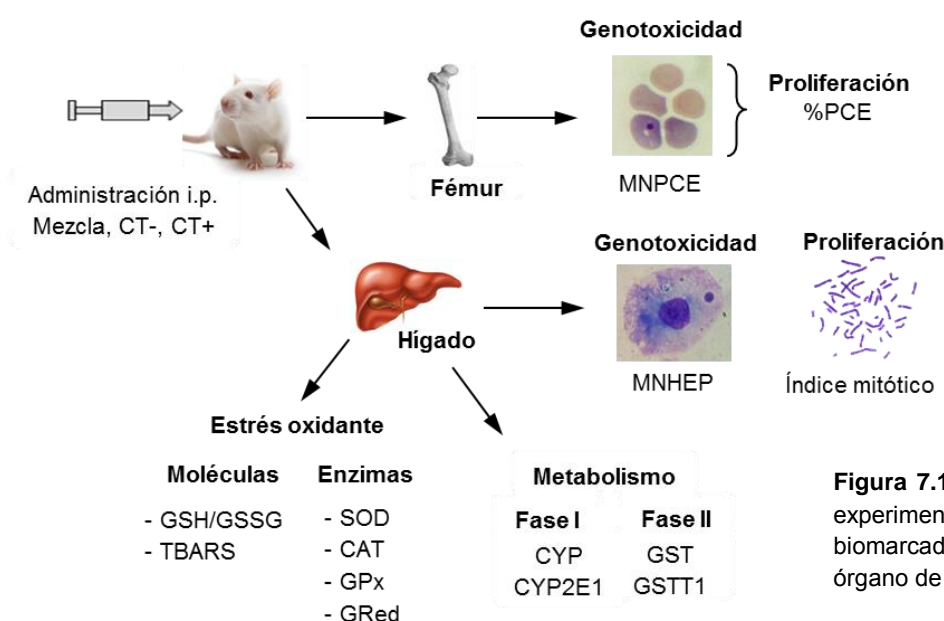 Genotoxicidad
Proliferación
%PCE
MNPCE
Fémur
Administración i.p.
Mezcla, CT-, CT+
Genotoxicidad
Proliferación
MNHEP
Índice mitótico
Hígado
Estrés oxidante
Moléculas
- GSH/GSSG
- TBARS
Enzimas
- SOD
- CAT
- GPx
- GRed
Metabolismo
Fase I
CYP
CYP2E1
Fase II
GST
GSTT1
Figura 7.1
experimen
biomarcad
órgano de